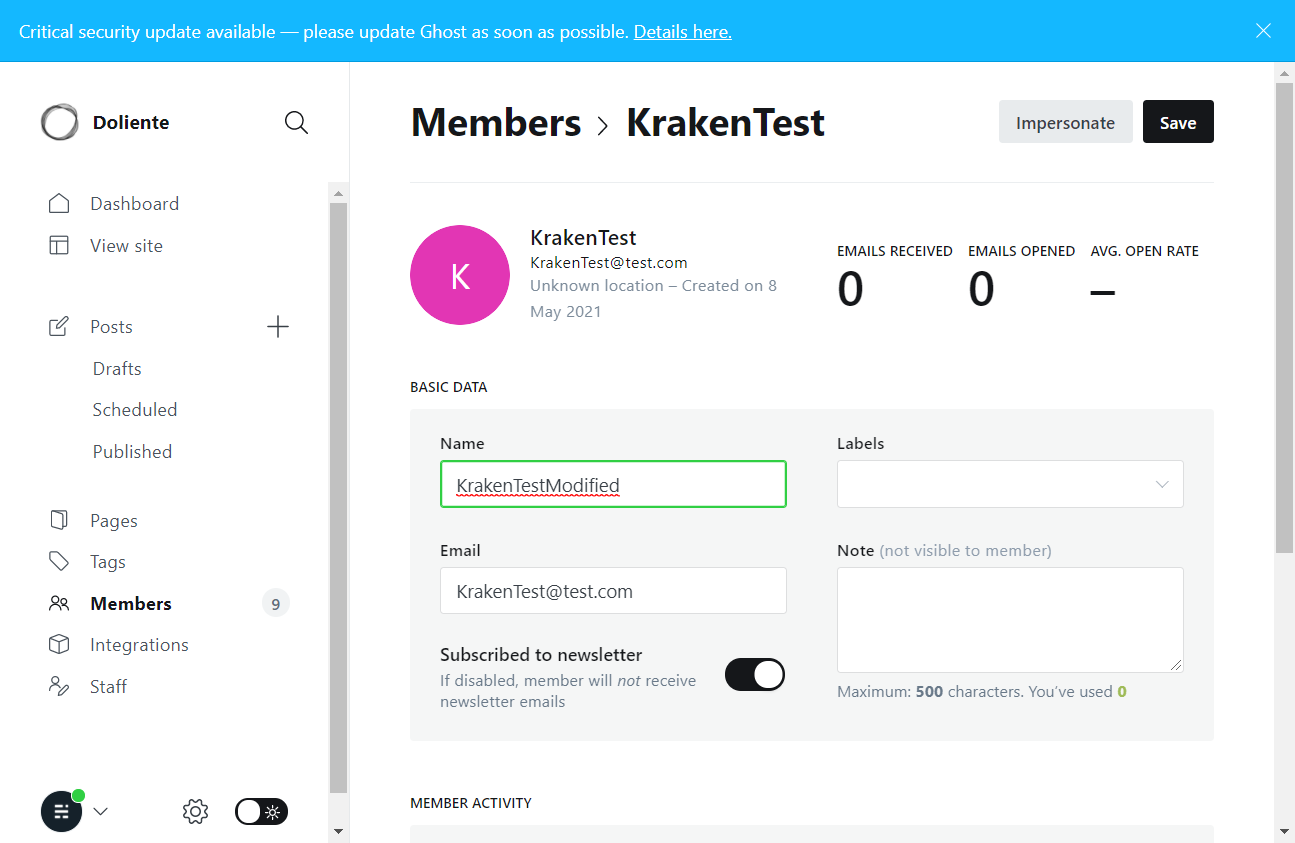 Critical security update available — please update Ghost as soon as possible. Details here.
Doliente
Dashboard
View site
Posts
Drafts
Scheduled
Published
Pages
Tags
Members 9
Integrations
Staff
Members › KrakenTest
Impersonate
Save
K
KrakenTest
KrakenTest@test.com
Unknown location – Created on 8
May 2021
EMAILS RECEIVED
0
EMAILS OPENED
0
AVG. OPEN RATE
–
BASIC DATA
Name
KrakenTestModified
Email
KrakenTest@test.com
Subscribed to newsletter
If disabled, member will not receive
newsletter emails
Labels
Note (not visible to member)
Maximum: 500 characters. You’ve used 0
MEMBER ACTIVITY